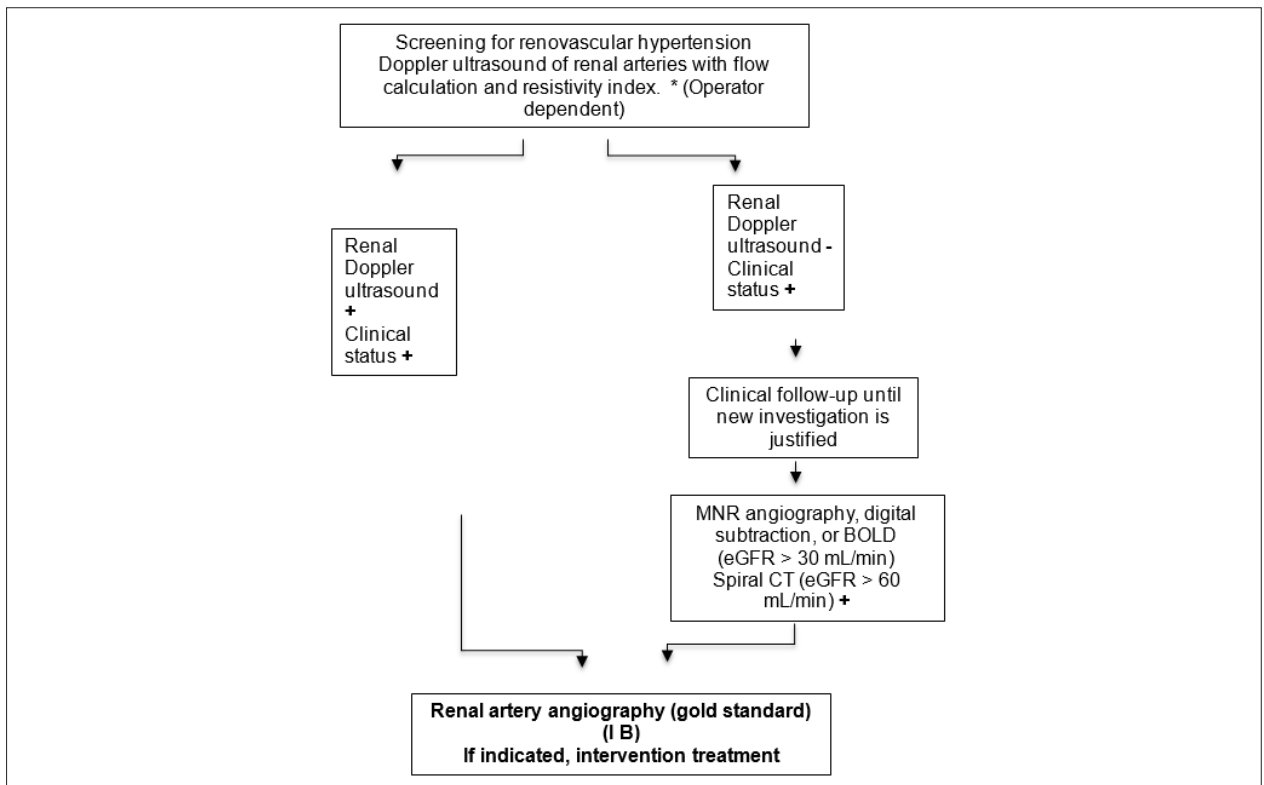 Screening for renovascular hypertension
Doppler ultrasound of renal arteries with flow
calculation and resistivity index.  * (Operator
dependent)
Renal
Doppler
ultrasound
+
Clinical
status +
Renal
Doppler
ultrasound -
Clinical
status +
Clinical follow-up until
new investigation is
justified
MNR angiography, digital
subtraction, or BOLD
(eGFR > 30 mL/min)
Spiral CT (eGFR > 60
mL/min) +
Renal artery angiography (gold standard)
(I B)
If indicated, intervention treatment